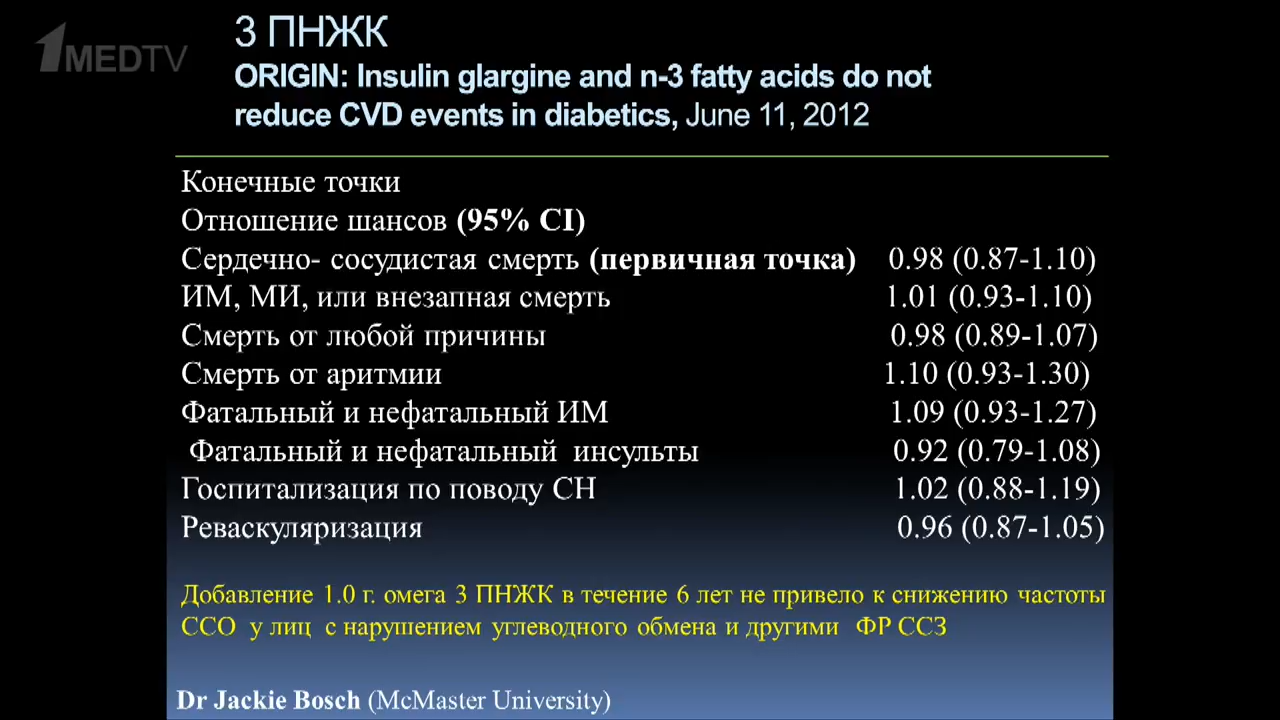 1MEDTV
3 ПНЖК
ORIGIN: Insulin glargine and n-3 fatty acids do not
reduce CVD events in diabetics, June 11, 2012
Конечные точки
Отношение шансов (95% CI)
Сердечно- сосудистая смерть (первичная точка) 0.98 (0.87-1.10)
ИМ, МИ, или внезапная смерть 1.01 (0.93-1.10)
Смерть от любой причины 0.98 (0.89-1.07)
Смерть от аритмии 1.10 (0.93-1.30)
Фатальный и нефатальный ИМ 1.09 (0.93-1.27)
Фатальный и нефатальный инсульты 0.92 (0.79-1.08)
Госпитализация по поводу СН 1.02 (0.88-1.19)
Реваскуляризация 0.96 (0.87-1.05)
Добавление 1.0 г. омега 3 ПНЖК в течение 6 лет не привело к снижению частоты
ССО у лиц с нарушением углеводного обмена и другими ФР ССЗ
Dr Jackie Bosch (McMaster University)